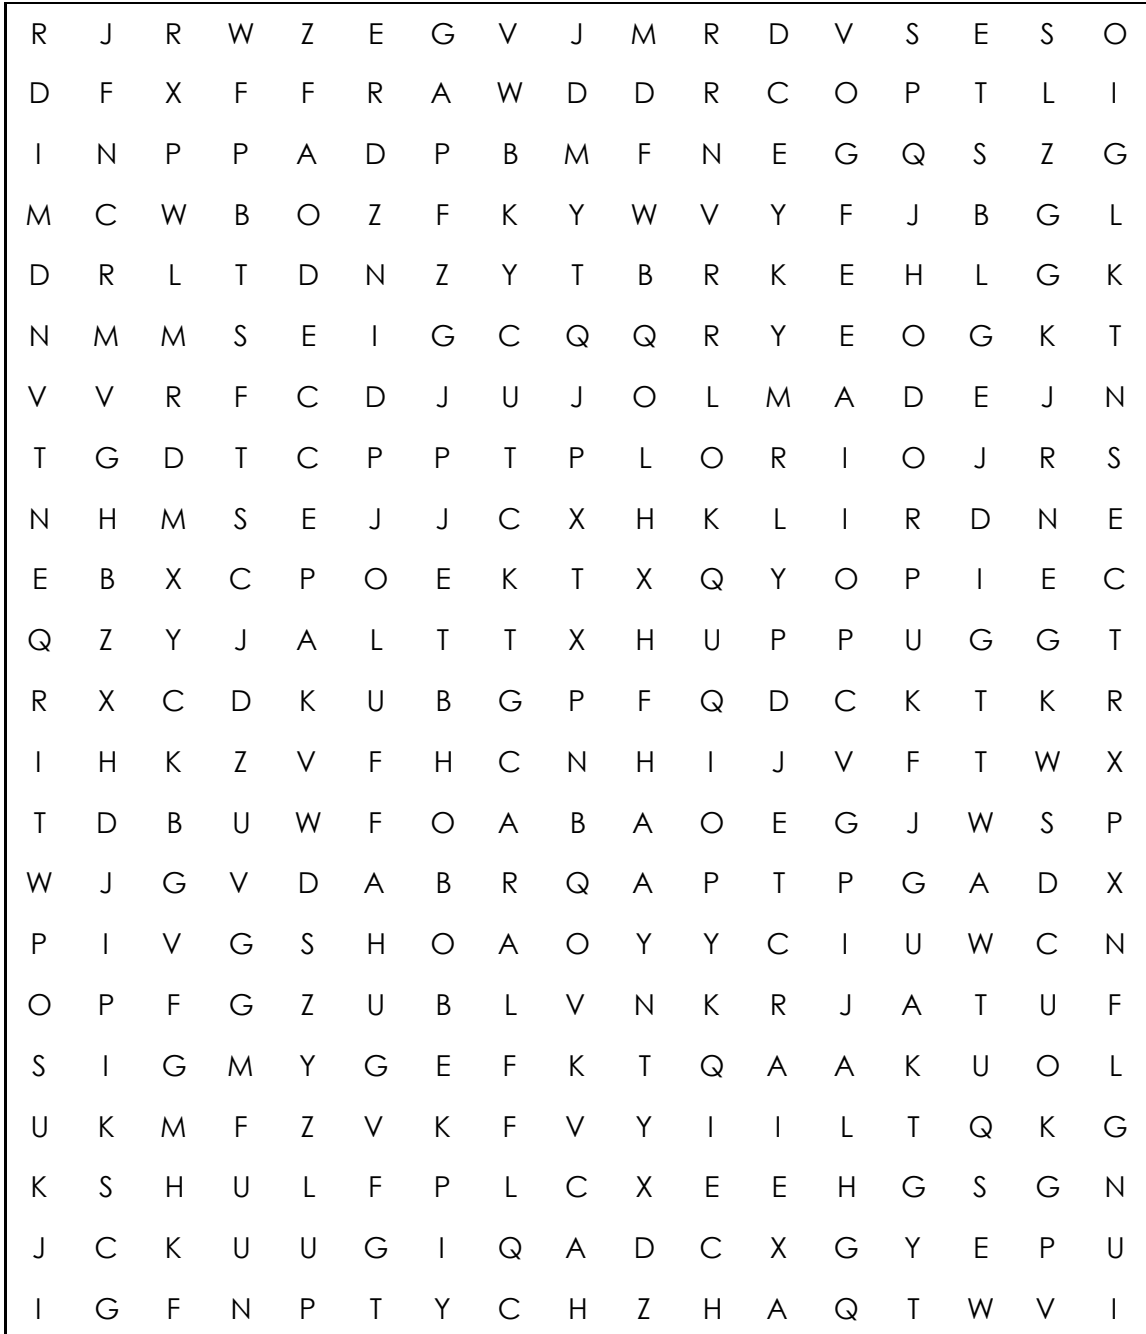 R J R W Z E G V J M R D V S E S O
D F X F F R A W D D R C O P T L I
I N P P A D P B M F N E G Q S Z G
M C W B O Z F K Y W V Y F J B G L
D R L T D N Z Y T B R K E H L G K
N M M S E I G C Q Q R Y E O G K T
V V R F C D J U J O L M A D E J N
T G D T C P P T P L O R I O J R S
N H M S E J J C X H K L I R D N E
E B X C P O E K T X Q Y O P I E C
Q Z Y J A L T T X H U P P U G G T
R X C D K U B G P F Q D C K T K R
I H K Z V F H C N H I J V F T W X
T D B U W F O A B A O E G J W S P
W J G V D A B R Q A P T P G A D X
P I V G S H O A O Y Y C I U W C N
O P F G Z U B L V N K R J A T U F
S I G M Y G E F K T Q A A K U O L
U K M F Z V K F V Y I I L T Q K G
K S H U L F P L C X E E H G S G N
J C K U U G I Q A D C X G Y E P U
I G F N P T Y C H Z H A Q T W V I